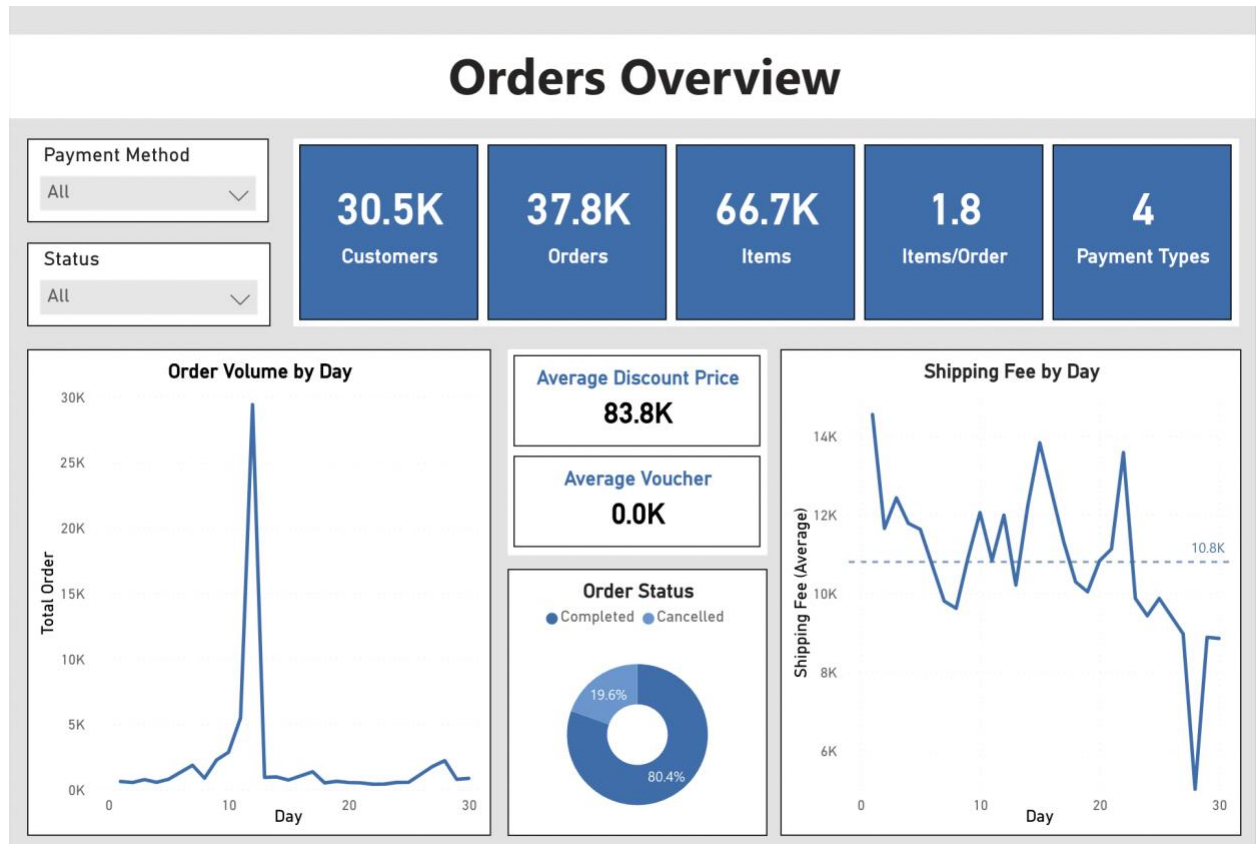 Orders Overview
Payment Method
All
Status
All
30.5K
Customers
37.8K
Orders
66.7K
Items
1.8
Items/Order
4
Payment Types
Order Volume by Day
30K
25K
20K
15K
10K
5K
0K
Total Order
0 10 20 30
Day
Average Discount Price
83.8K
Average Voucher
0.0K
Order Status
Completed Cancelled
19.6%
80.4%
Shipping Fee by Day
14K
12K
10K
8K
6K
10.8K
Shipping Fee (Average)
0 10 20 30
Day